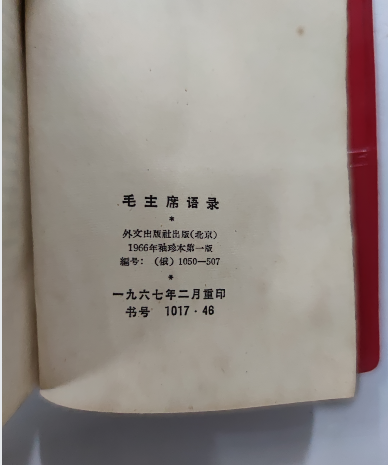 毛主席语录
*
外文出版社出版(北京)
1966年袖珍本第一版
编号:(俄)1050—507
*
一九六七年二月重印
书号 1017·46